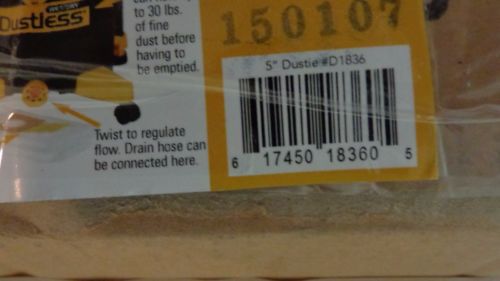 to 30 lbs.
of fine
dust before
having to
be emptied.
Dustless
Twist to regulate
flow. Drain hose can
be connected here.
150107
5" Dustie #D1836
6 17450 18360 5